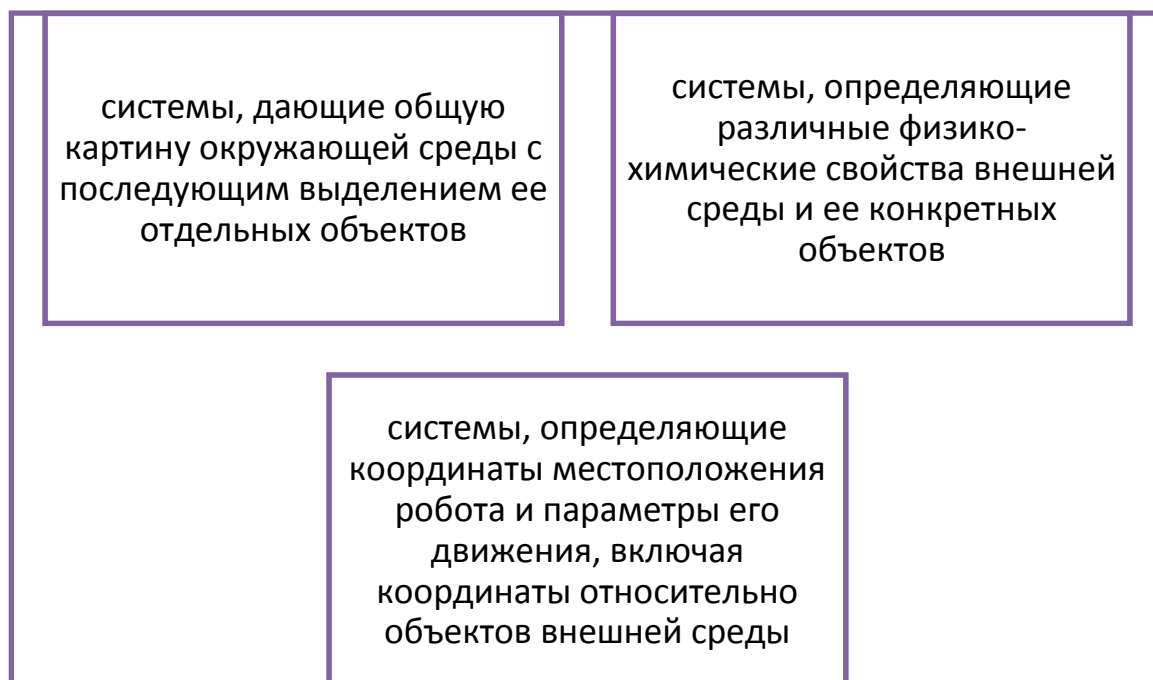 системы, дающие общую
картину окружающей среды с
последующим выделением ее
отдельных объектов
системы, определяющие
различные физико-
химические свойства внешней
среды и ее конкретных
объектов
системы, определяющие
координаты местоположения
робота и параметры его
движения, включая
координаты относительно
объектов внешней среды